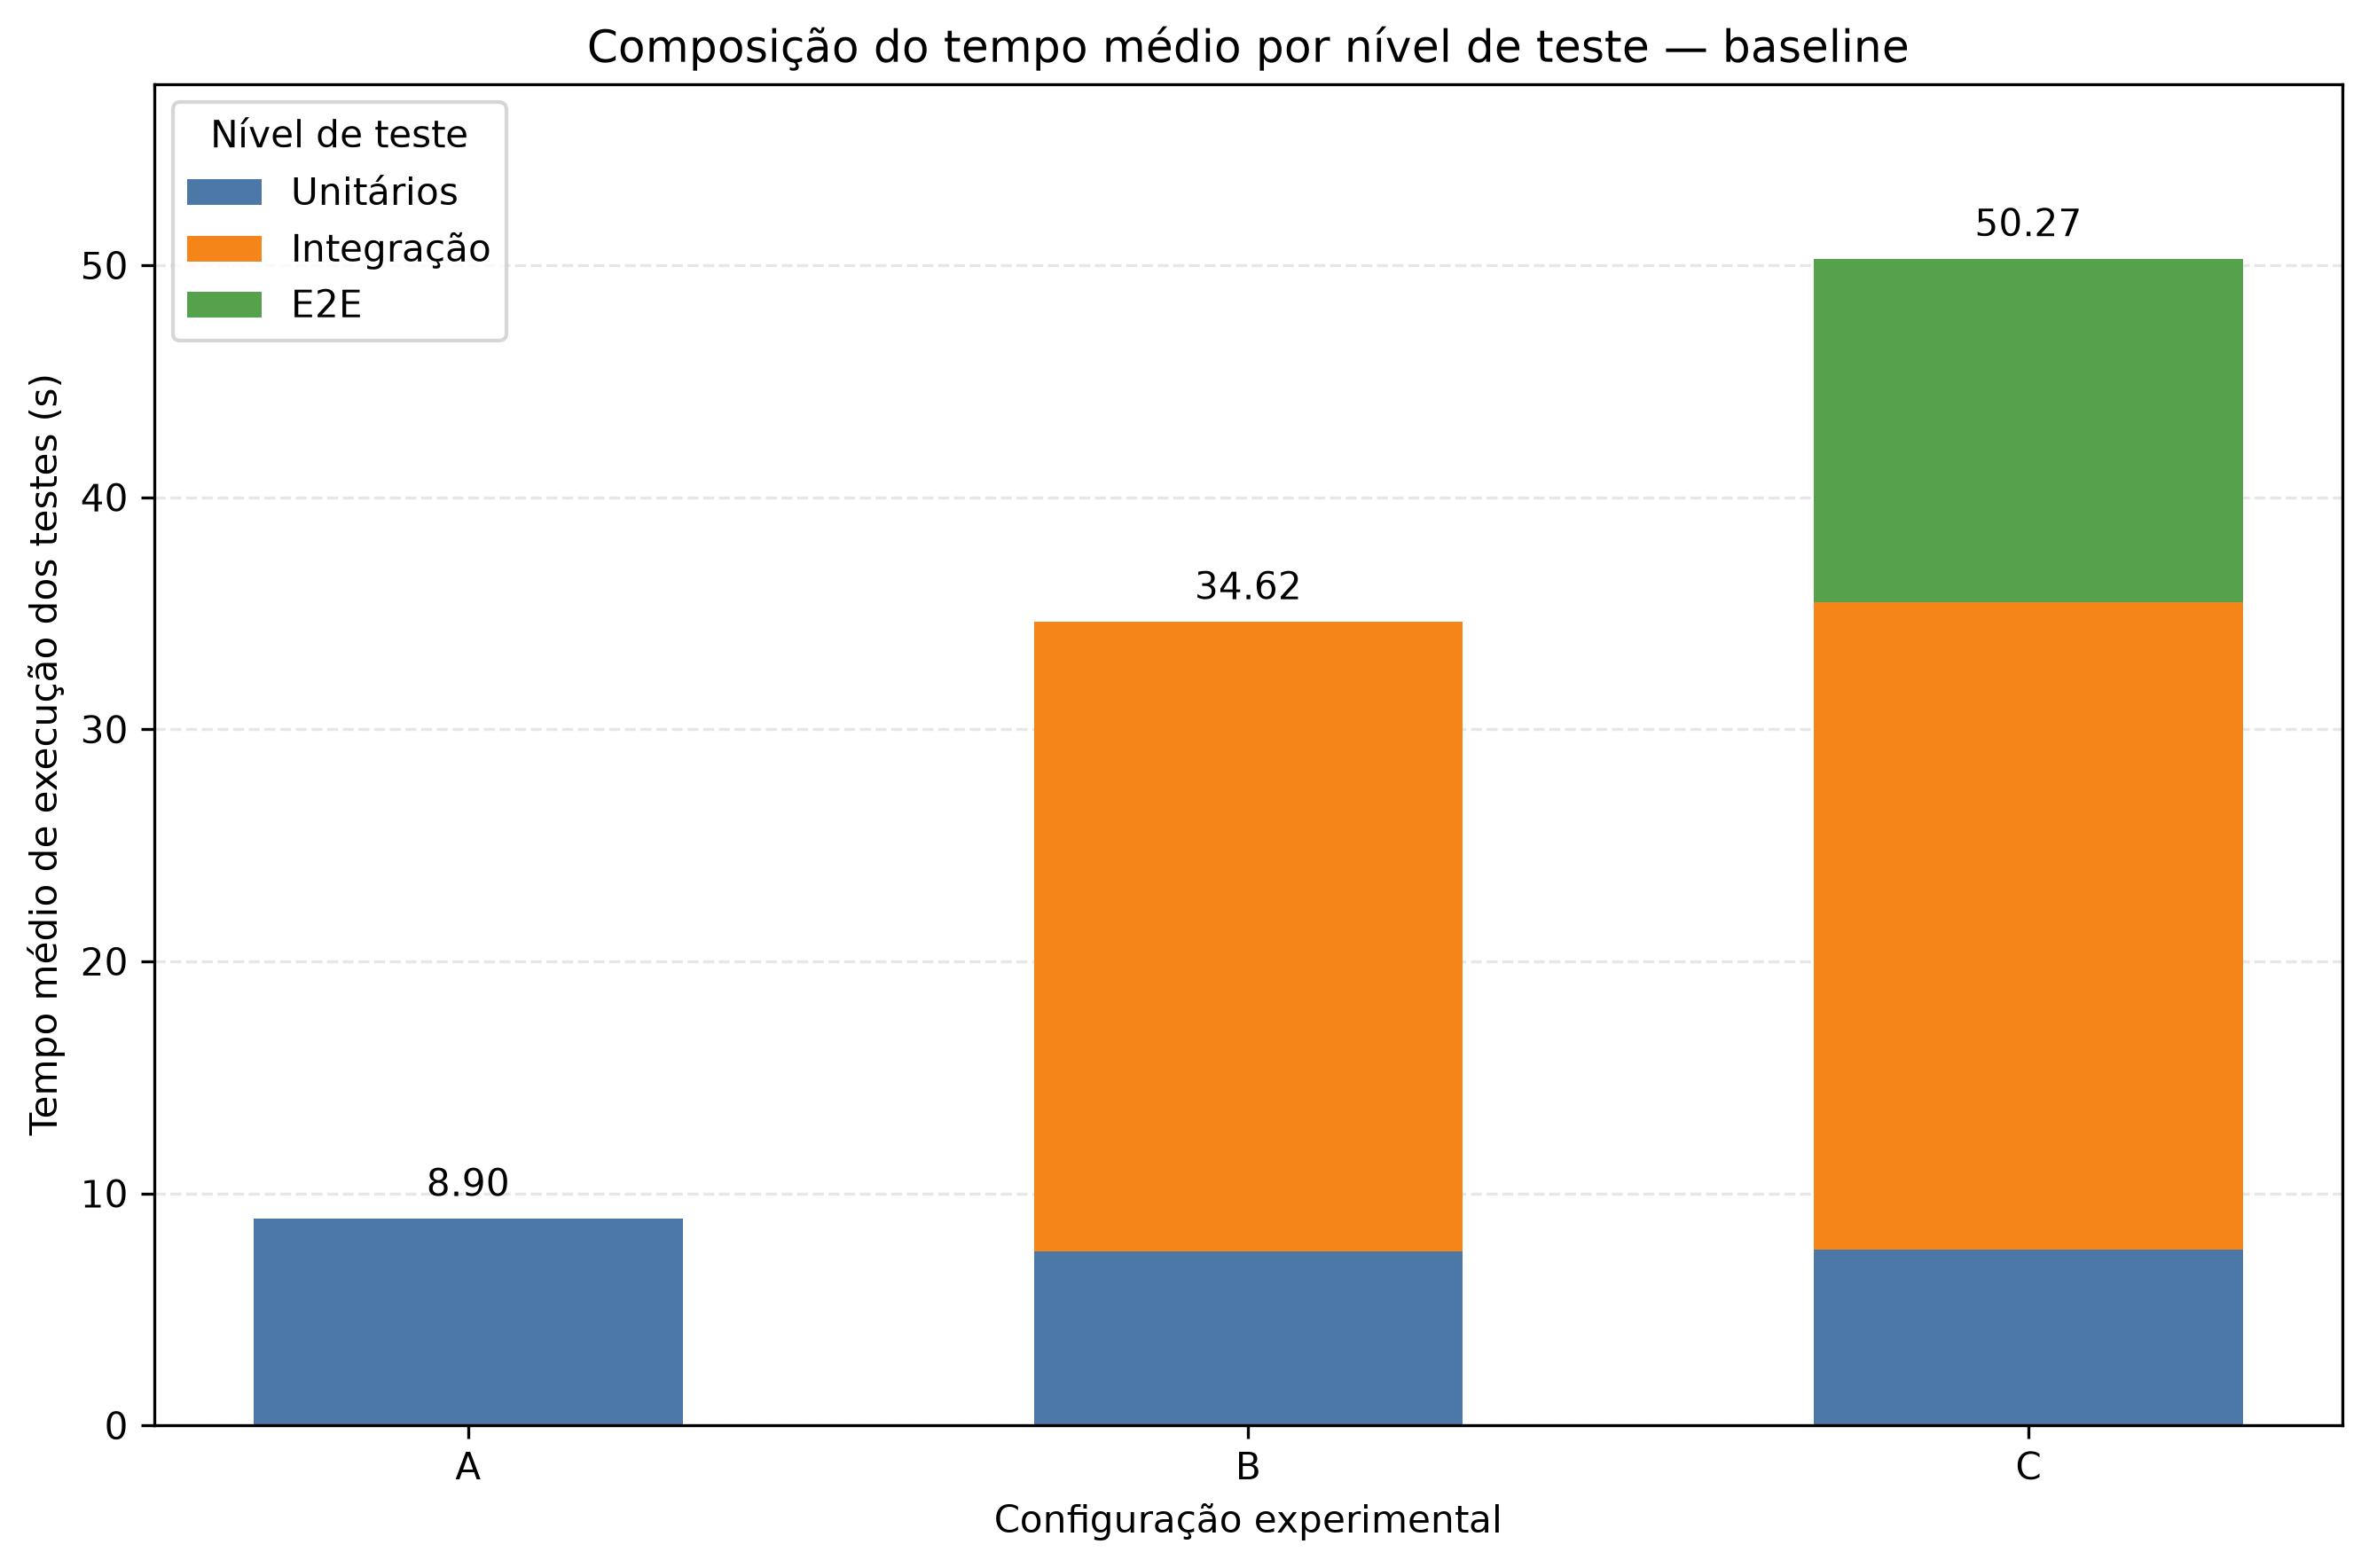 Composição do tempo médio por nível de teste — baseline
Nível de teste
Unitários
Integração
E2E
Tempo médio de execução dos testes (s)
50
40
30
20
10
0
8.90
34.62
50.27
A
B
C
Configuração experimental